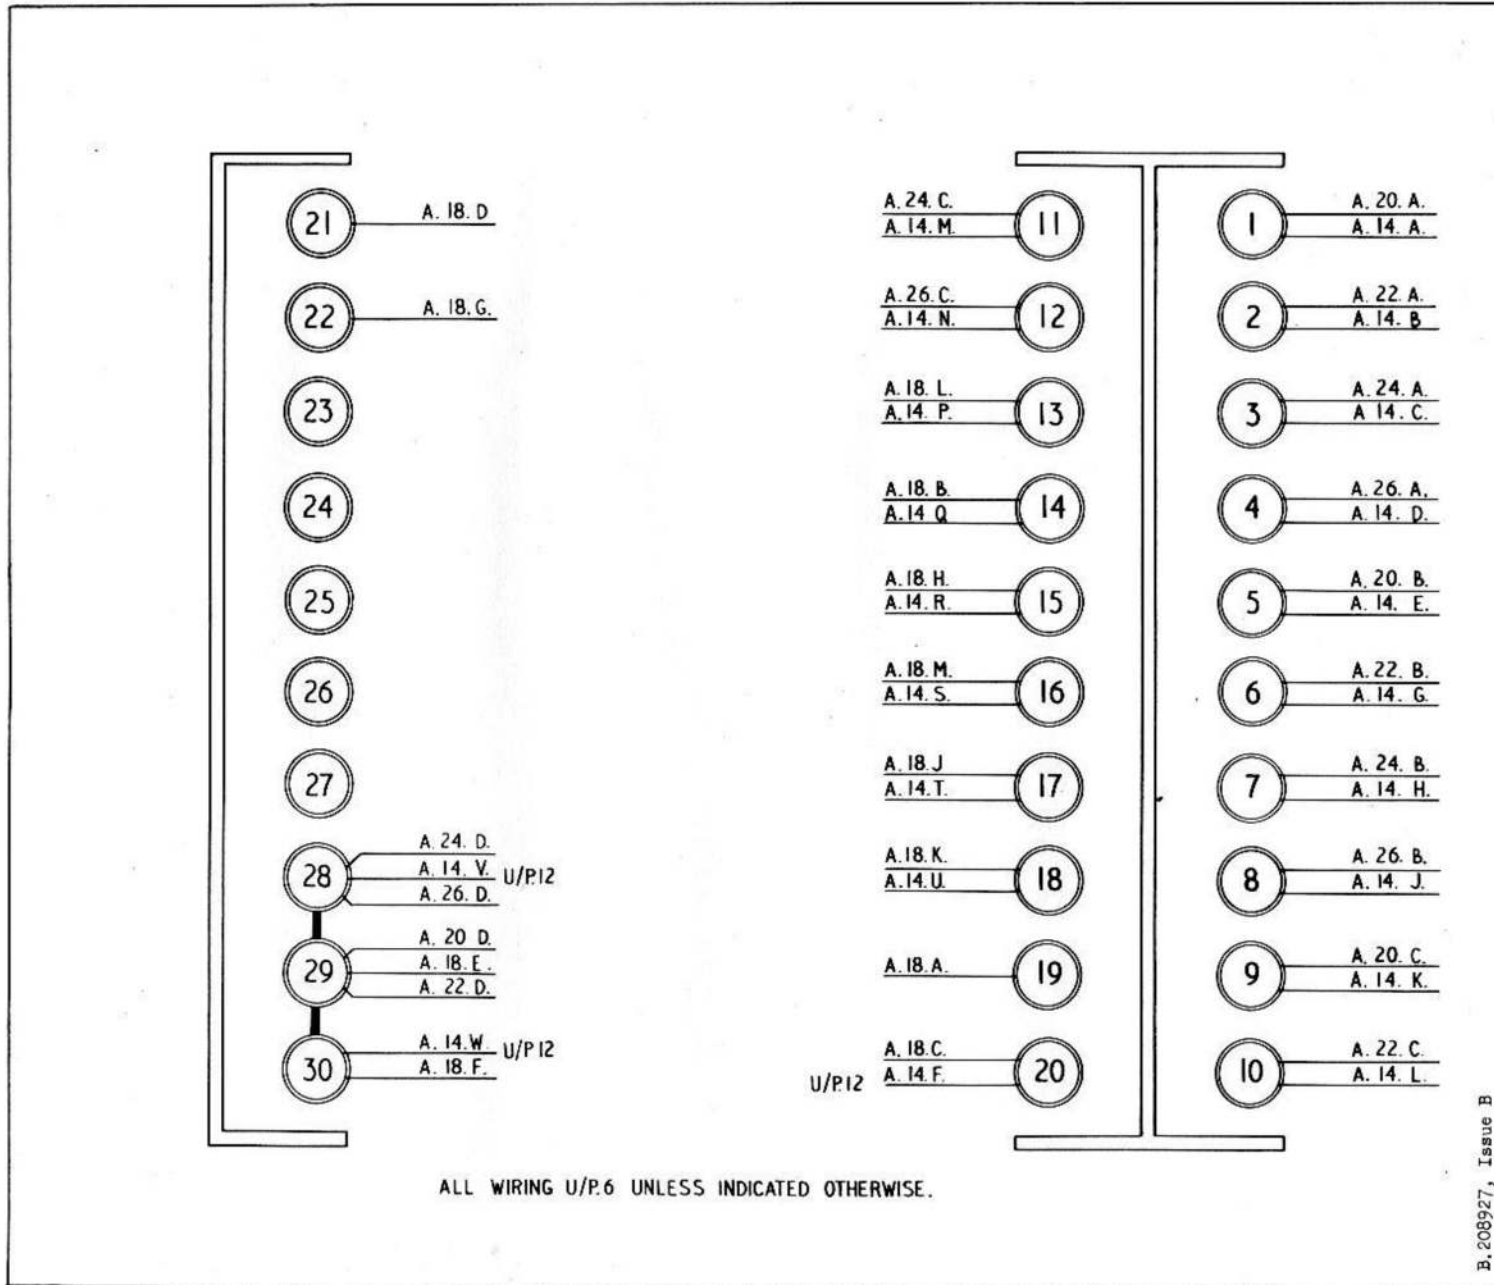 21
A. 18. D
22
A. 18. G.
23
24
25
26
27
28
A. 24. D.
A. 14. V. U/P.12
A. 26. D.
29
A. 20 D.
A. 18. E.
A. 22. D.
30
A. 14. W. U/P 12
A. 18. F.
A. 24. C.
A. 14. M.
11
A. 26. C.
A. 14. N.
12
A. 18. L.
A. 14. P.
13
A. 18. B.
A. 14 Q
14
A. 18. H.
A. 14. R.
15
A. 18. M.
A. 14. S.
16
A. 18. J
A. 14. T.
17
A. 18. K.
A. 14. U.
18
A. 18. A.
19
A. 18. C.
U/P.12 A. 14. F.
20
1
A. 20. A.
A. 14. A.
2
A. 22. A.
A. 14. B
3
A. 24. A.
A 14. C.
4
A. 26. A.
A. 14. D.
5
A. 20. B.
A. 14. E.
6
A. 22. B.
A. 14. G.
7
A. 24. B.
A. 14. H.
8
A. 26. B.
A. 14. J.
9
A. 20. C.
A. 14. K.
10
A. 22. C.
A. 14. L.
ALL WIRING U/P.6 UNLESS INDICATED OTHERWISE.
B.208927, Issue B